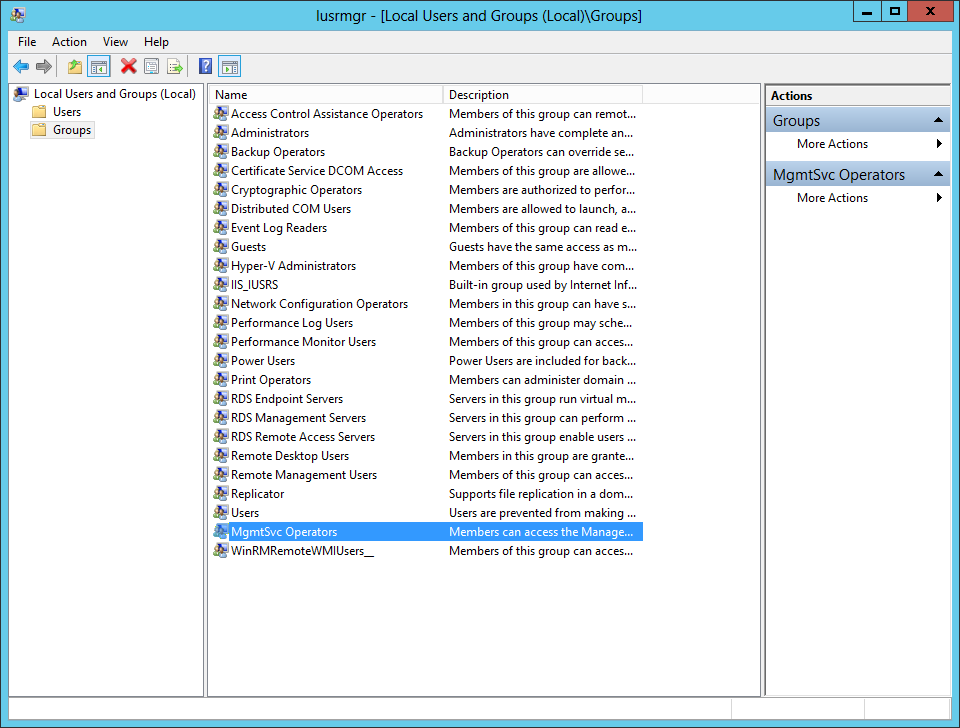 lusrmgr - [Local Users and Groups (Local)\Groups]
File Action View Help
Local Users and Groups (Local)
Users
Groups
Name Description
Access Control Assistance Operators Members of this group can remot...
Administrators Administrators have complete an...
Backup Operators Backup Operators can override se...
Certificate Service DCOM Access Members of this group are allowe...
Cryptographic Operators Members are authorized to perfor...
Distributed COM Users Members are allowed to launch, a...
Event Log Readers Members of this group can read e...
Guests Guests have the same access as m...
Hyper-V Administrators Members of this group have com...
IIS_IUSRS Built-in group used by Internet Inf...
Network Configuration Operators Members in this group can have s...
Performance Log Users Members of this group may sche...
Performance Monitor Users Members of this group can acces...
Power Users Power Users are included for back...
Print Operators Members can administer domain ...
RDS Endpoint Servers Servers in this group run virtual m...
RDS Management Servers Servers in this group can perform ...
RDS Remote Access Servers Servers in this group enable users ...
Remote Desktop Users Members in this group are grante...
Remote Management Users Members of this group can acces...
Replicator Supports file replication in a dom...
Users Users are prevented from making ...
MgmtSvc Operators Members can access the Manage...
WinRMRemoteWMIUsers__ Members of this group can acces...
Actions
Groups
More Actions
MgmtSvc Operators
More Actions